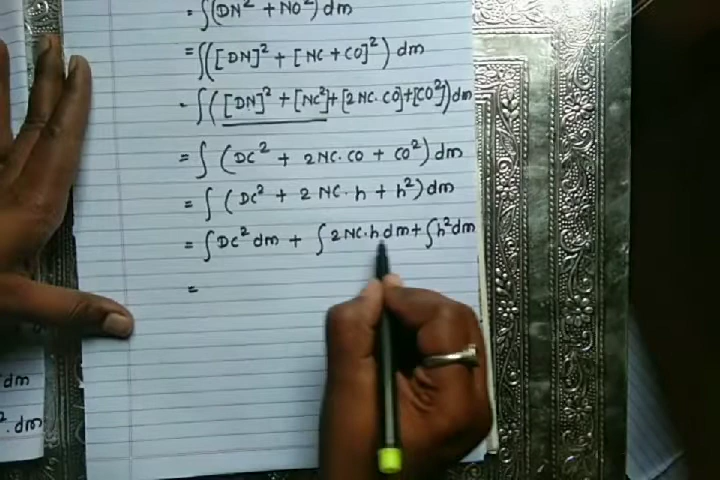 = ∫(DN² + NO²) dm
= ∫([DN]² + [NC + CO]²) dm
= ∫([DN]² + [NC²] + [2NC·CO] + [CO²]) dm
= ∫(DC² + 2NC·CO + CO²) dm
= ∫(DC² + 2NC·h + h²) dm
= ∫DC² dm + ∫2NC·h dm + ∫h² dm
=
dm
²·dm